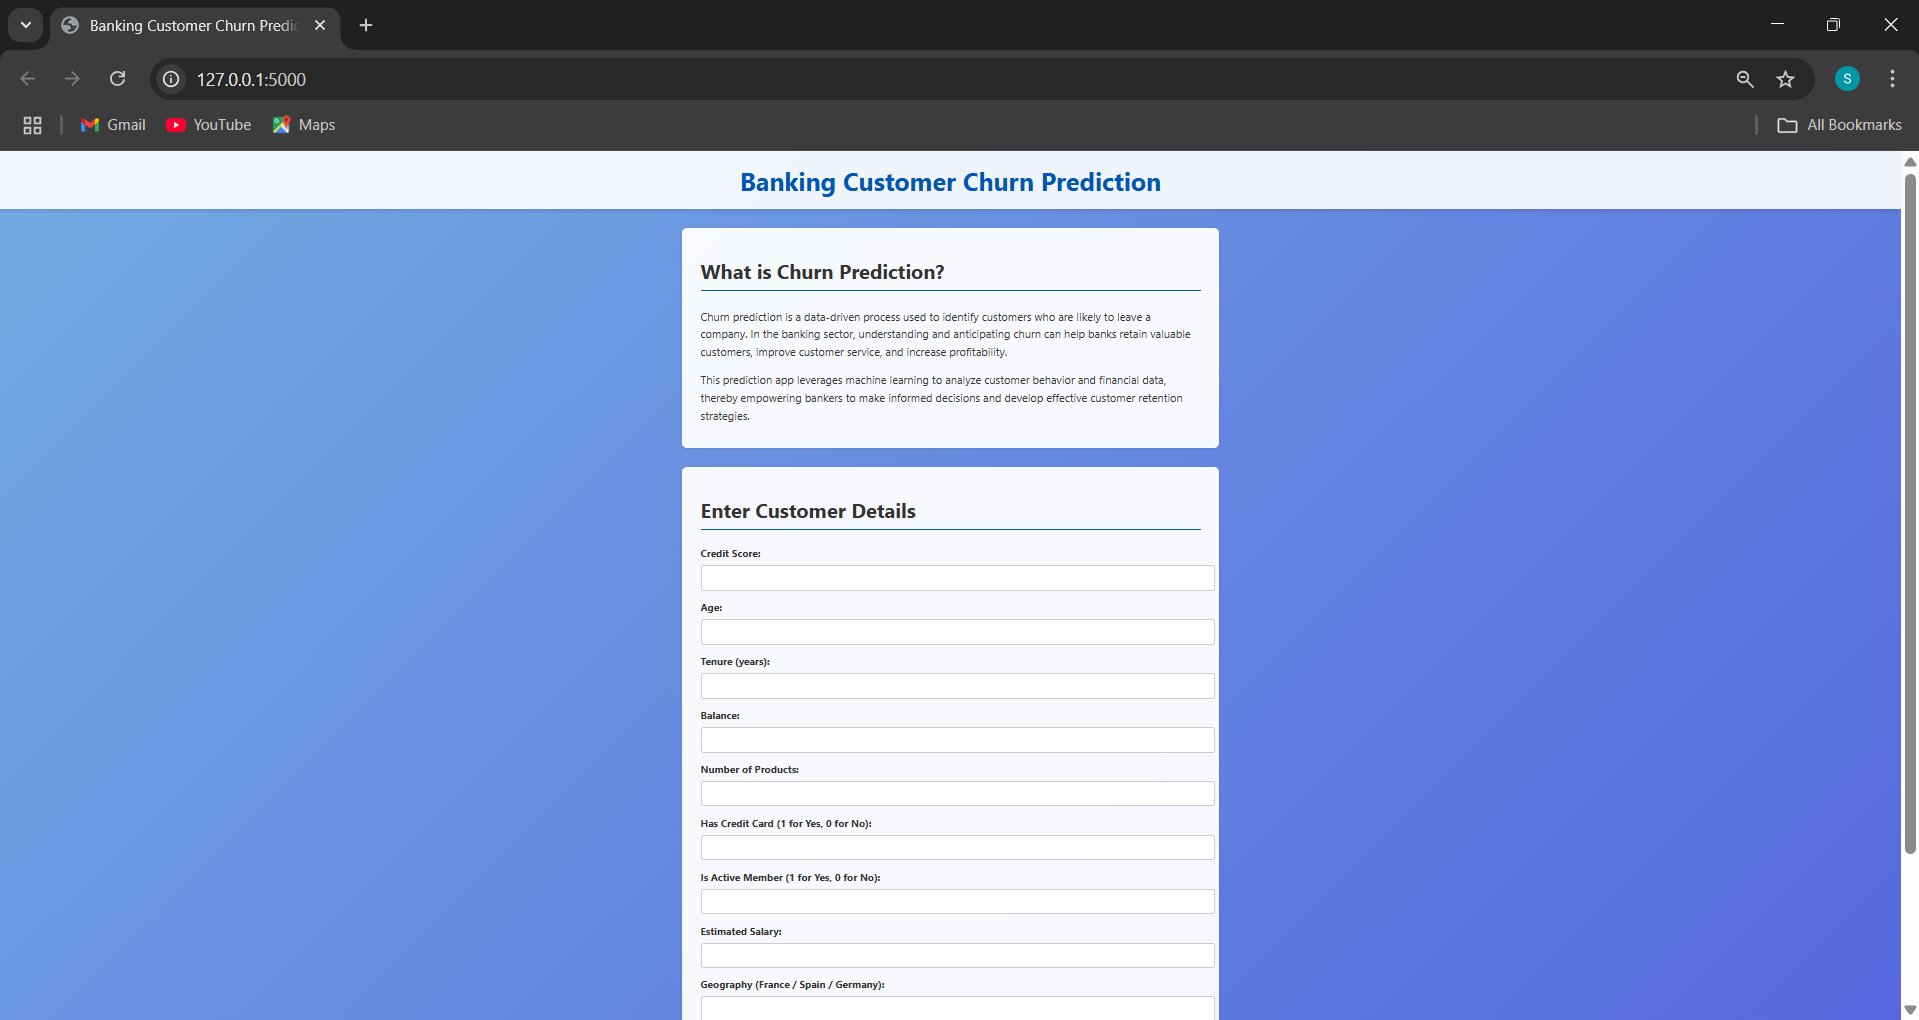 Banking Customer Churn Predic
127.0.0.1:5000
S
Gmail
YouTube
Maps
All Bookmarks
Banking Customer Churn Prediction
What is Churn Prediction?
Churn prediction is a data-driven process used to identify customers who are likely to leave a
company. In the banking sector, understanding and anticipating churn can help banks retain valuable
customers, improve customer service, and increase profitability.
This prediction app leverages machine learning to analyze customer behavior and financial data,
thereby empowering bankers to make informed decisions and develop effective customer retention
strategies.
Enter Customer Details
Credit Score:
Age:
Tenure (years):
Balance:
Number of Products:
Has Credit Card (1 for Yes, 0 for No):
Is Active Member (1 for Yes, 0 for No):
Estimated Salary:
Geography (France / Spain / Germany):